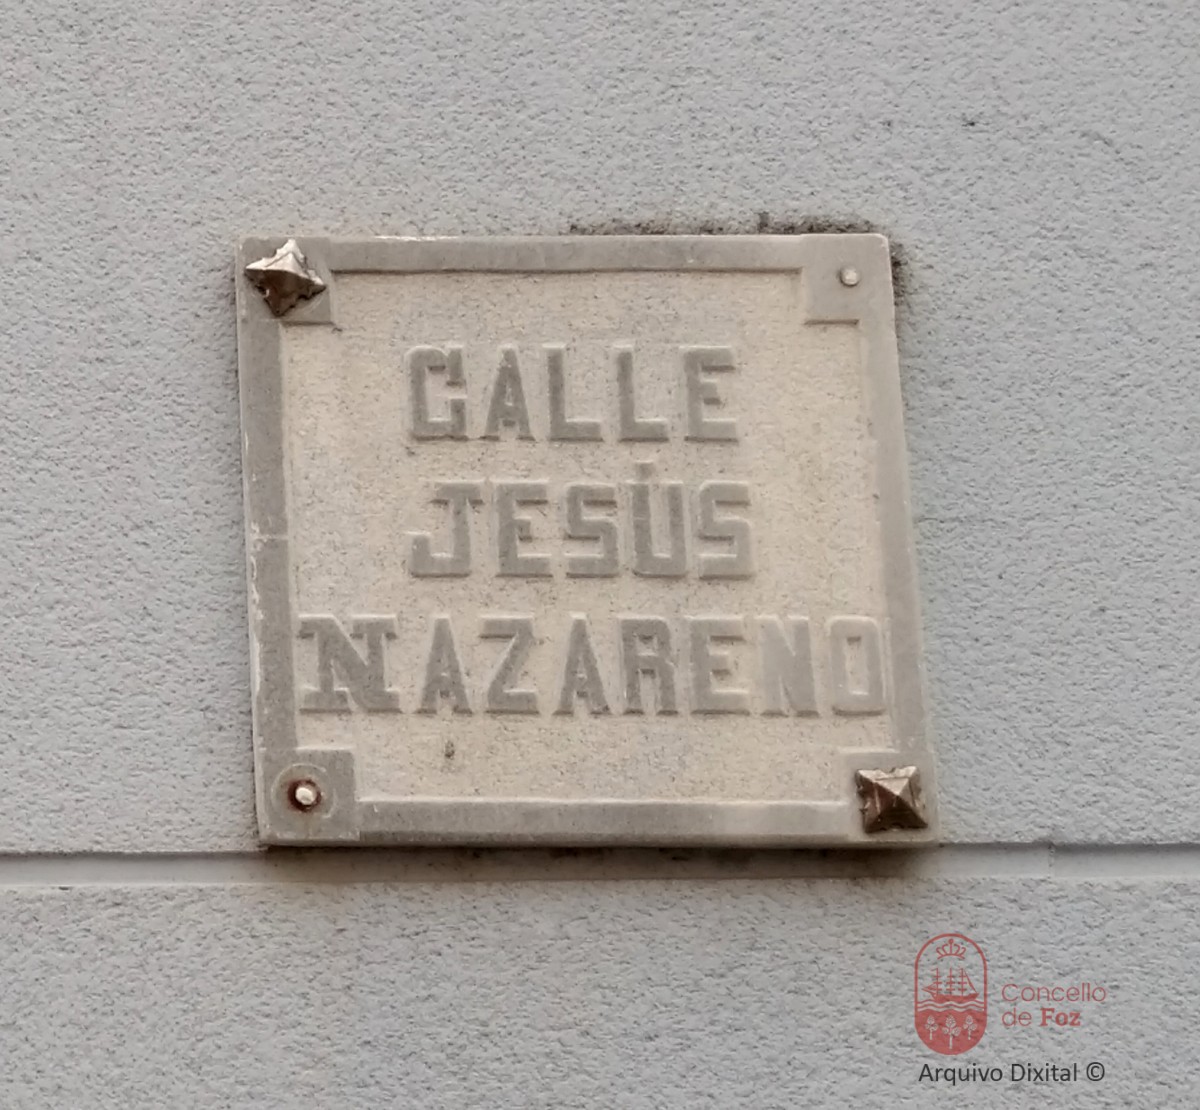 CALLE
JESÚS
NAZARENO
Concello
de Foz
Arquivo Dixital ©